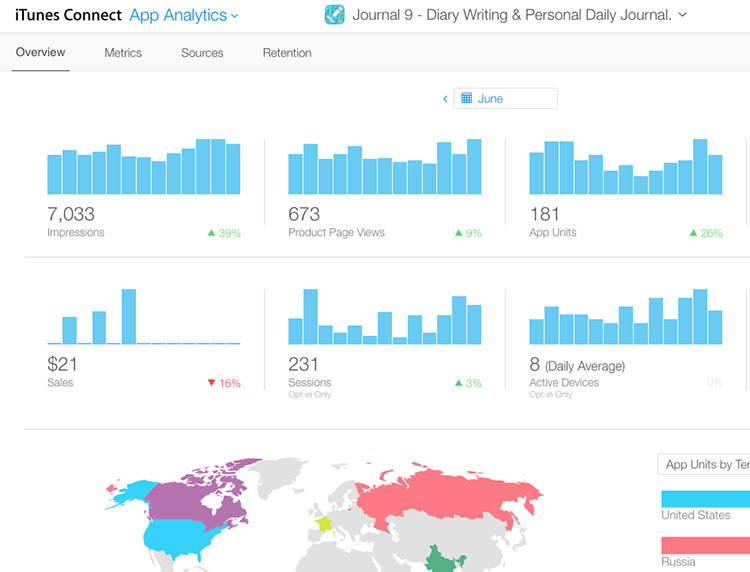 iTunes Connect App Analytics
Journal 9 - Diary Writing & Personal Daily Journal.
Overview Metrics Sources Retention
June
7,033
Impressions
39%
673
Product Page Views
9%
181
App Units
26%
$21
Sales
16%
231
Sessions
3%
Opt-in Only
8 (Daily Average)
Active Devices
0%
Opt-in Only
App Units by Ter
United States
Russia